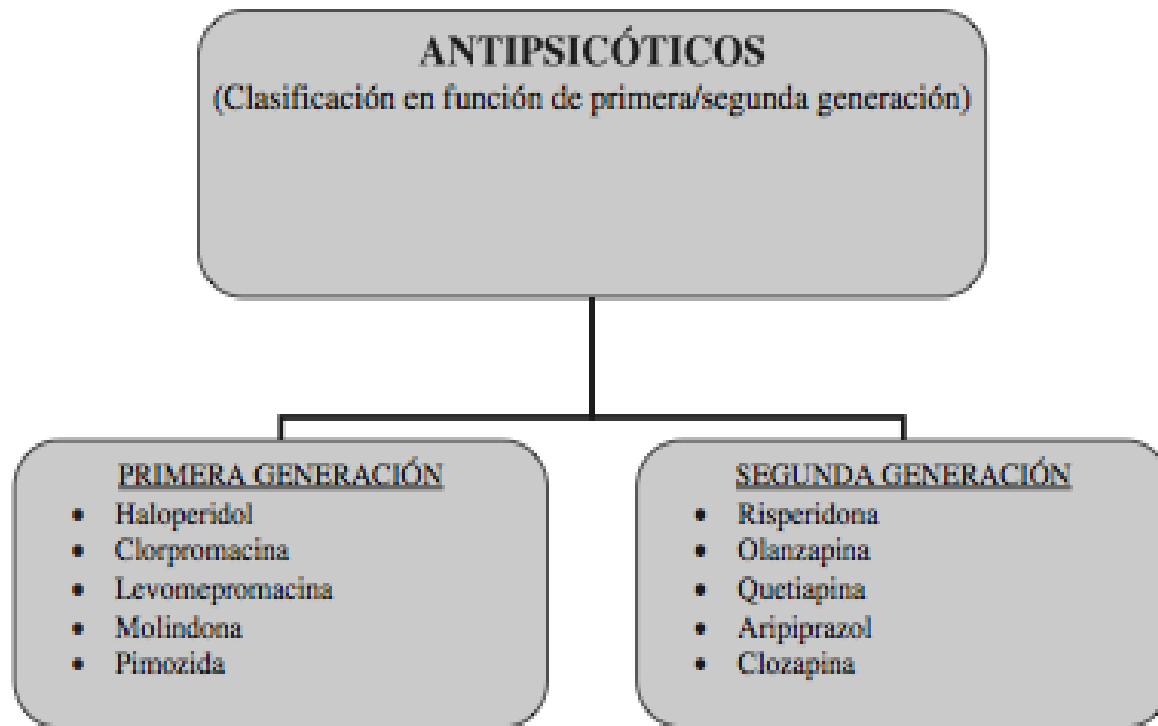 ANTIPSICÓTICOS
(Clasificación en función de primera/segunda generación)
PRIMERA GENERACIÓN
• Haloperidol
• Clorpromacina
• Levomepromacina
• Molindona
• Pimozida
SEGUNDA GENERACIÓN
• Risperidona
• Olanzapina
• Quetiapina
• Aripiprazol
• Clozapina